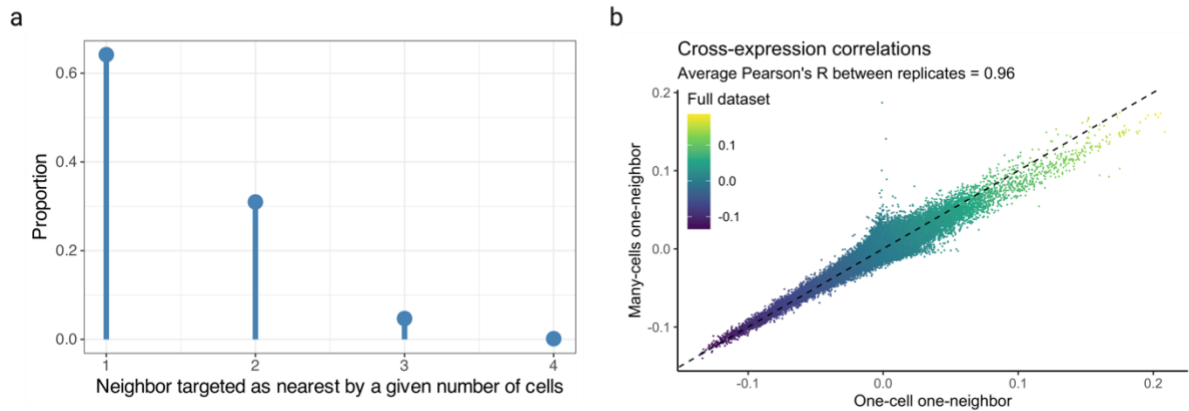 a
0.6
0.4
0.2
0.0
Proportion
1 2 3 4
Neighbor targeted as nearest by a given number of cells
b
Cross-expression correlations
Average Pearson's R between replicates = 0.96
Full dataset
0.1
0.0
-0.1
0.2
0.1
0.0
-0.1
Many-cells one-neighbor
-0.1 0.0 0.1 0.2
One-cell one-neighbor